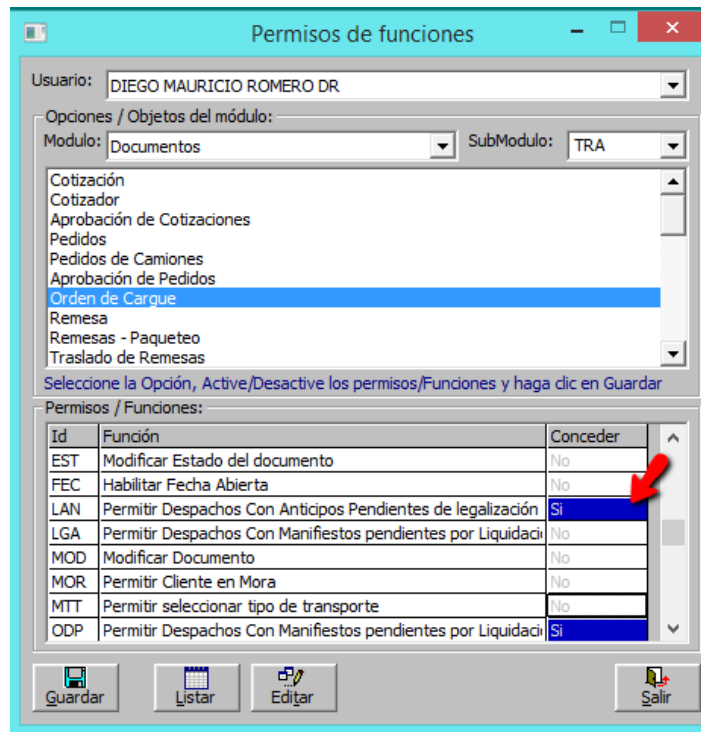 Permisos de funciones
Usuario: DIEGO MAURICIO ROMERO DR
Opciones / Objetos del módulo:
Modulo: Documentos SubModulo: TRA
Cotización
Cotizador
Aprobación de Cotizaciones
Pedidos
Pedidos de Camiones
Aprobación de Pedidos
Orden de Cargue
Remesa
Remesas - Paqueteo
Traslado de Remesas
Seleccione la Opción, Active/Desactive los permisos/Funciones y haga clic en Guardar
Permisos / Funciones:
Id Función Conceder
EST Modificar Estado del documento No
FEC Habilitar Fecha Abierta No
LAN Permitir Despachos Con Anticipos Pendientes de legalización Si
LGA Permitir Despachos Con Manifiestos pendientes por Liquidaci No
MOD Modificar Documento No
MOR Permitir Cliente en Mora No
MTT Permitir seleccionar tipo de transporte No
ODP Permitir Despachos Con Manifiestos pendientes por Liquidaci Si
Guardar Listar Editar Salir